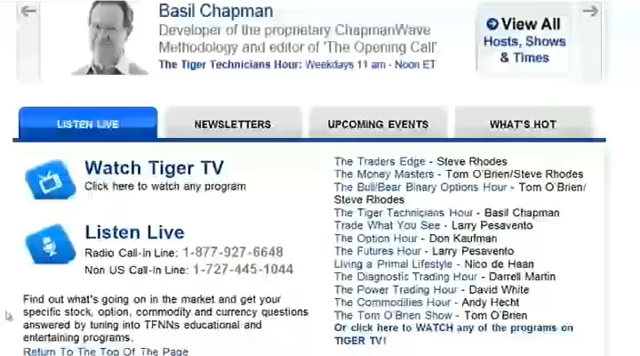 Basil Chapman
Developer of the proprietary ChapmanWave
Methodology and editor of 'The Opening Call'.
The Tiger Technicians Hour: Weekdays 11 am - Noon ET
View All
Hosts, Shows
& Times
LISTEN LIVE
NEWSLETTERS
UPCOMING EVENTS
WHAT'S HOT
Watch Tiger TV
Click here to watch any program
Listen Live
Radio Call-In Line: 1-877-927-6648
Non US Call-In Line: 1-727-445-1044
Find out what's going on in the market and get your
specific stock, option, commodity and currency questions
answered by tuning into TFNNs educational and
entertaining programs.
Return To The Top Of The Page
The Traders Edge - Steve Rhodes
The Money Masters - Tom O'Brien/Steve Rhodes
The Bull/Bear Binary Options Hour - Tom O'Brien/
Steve Rhodes
The Tiger Technicians Hour - Basil Chapman
Trade What You See - Larry Pesavento
The Option Hour - Don Kaufman
The Futures Hour - Larry Pesavento
Living a Primal Lifestyle - Nico de Haan
The Diagnostic Trading Hour - Darrell Martin
The Power Trading Hour - David White
The Commodities Hour - Andy Hecht
The Tom O'Brien Show - Tom O'Brien
Or click here to WATCH any of the programs on
TIGER TV!